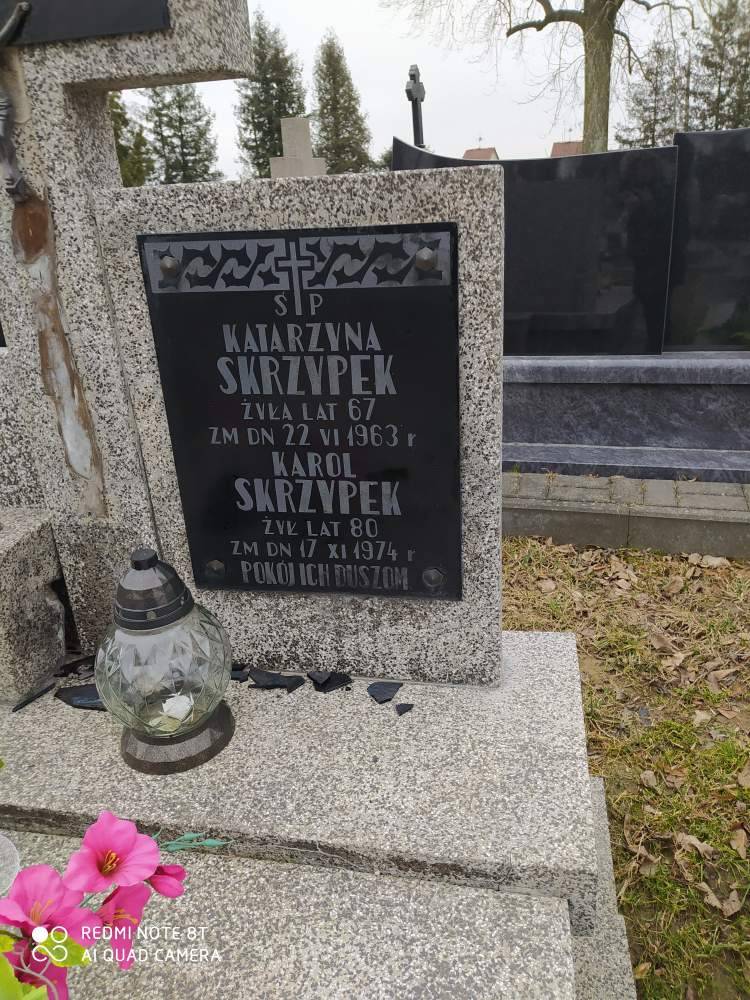 Ś P
KATARZYNA
SKRZYPEK
ŻYŁA LAT 67
ZM DN 22 VI 1963 r
KAROL
SKRZYPEK
ŻYŁ LAT 80
ZM DN 17 XI 1974 r
POKÓJ ICH DUSZOM
REDMI NOTE 8T
AI QUAD CAMERA